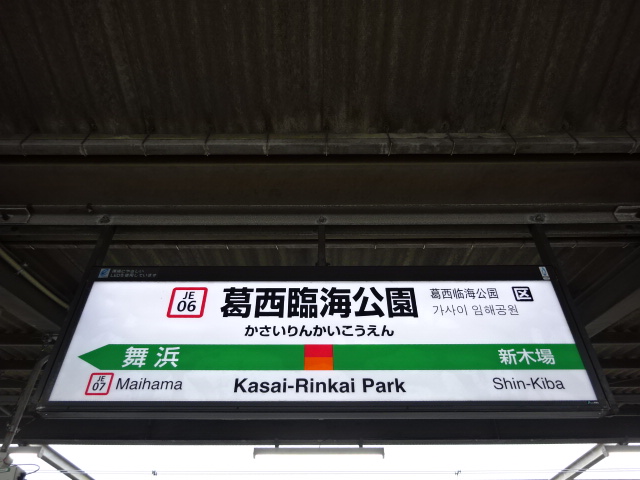 JE
06
葛西臨海公園
葛西临海公园
区
가사이 임해공원
かさいりんかいこうえん
舞浜
新木場
JE
07
Maihama
Kasai-Rinkai Park
Shin-Kiba